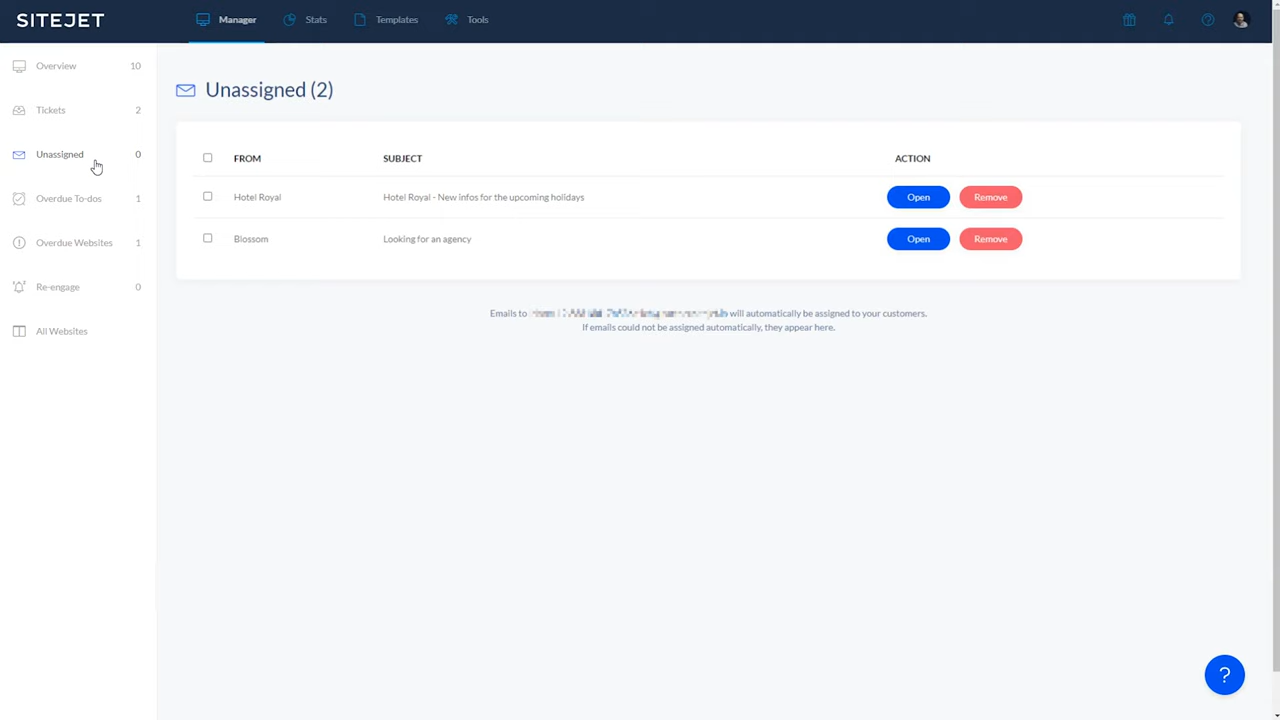 SITEJET
Manager
Stats
Templates
Tools
Overview 10
Tickets 2
Unassigned 0
Overdue To-dos 1
Overdue Websites 1
Re-engage 0
All Websites
Unassigned (2)
FROM SUBJECT ACTION
Hotel Royal Hotel Royal - New infos for the upcoming holidays Open Remove
Blossom Looking for an agency Open Remove
Emails to will automatically be assigned to your customers.
If emails could not be assigned automatically, they appear here.
?